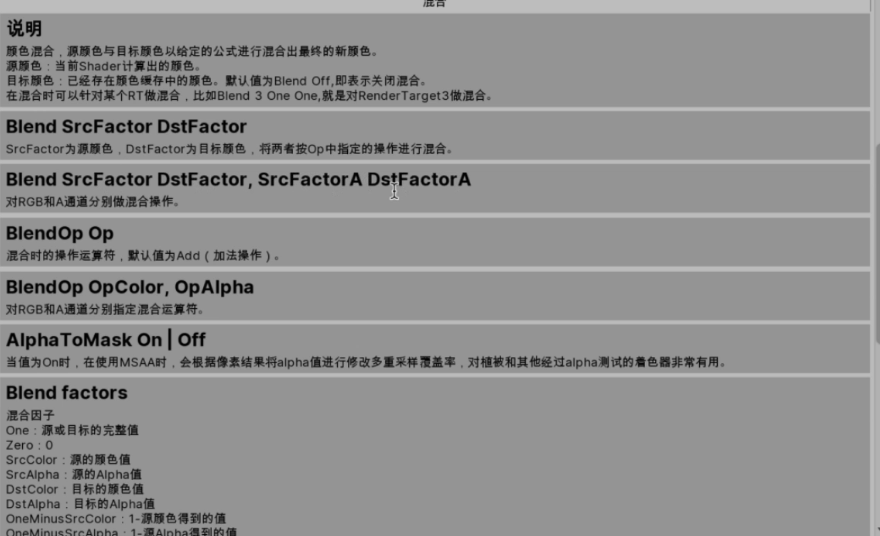 混合
说明
颜色混合，源颜色与目标颜色以给定的公式进行混合出最终的新颜色。
源颜色：当前Shader计算出的颜色。
目标颜色：已经存在颜色缓存中的颜色。默认值为Blend Off,即表示关闭混合。
在混合时可以针对某个RT做混合，比如Blend 3 One One,就是对RenderTarget3做混合。
Blend SrcFactor DstFactor
SrcFactor为源颜色，DstFactor为目标颜色，将两者按Op中指定的操作进行混合。
Blend SrcFactor DstFactor, SrcFactorA DstFactorA
对RGB和A通道分别做混合操作。
BlendOp Op
混合时的操作运算符，默认值为Add（加法操作）。
BlendOp OpColor, OpAlpha
对RGB和A通道分别指定混合运算符。
AlphaToMask On | Off
当值为On时，在使用MSAA时，会根据像素结果将alpha值进行修改多重采样覆盖率，对植被和其他经过alpha测试的着色器非常有用。
Blend factors
混合因子
One：源或目标的完整值
Zero：0
SrcColor：源的颜色值
SrcAlpha：源的Alpha值
DstColor：目标的颜色值
DstAlpha：目标的Alpha值
OneMinusSrcColor：1-源颜色得到的值
OneMinusSrcAlpha：1-源Alpha得到的值